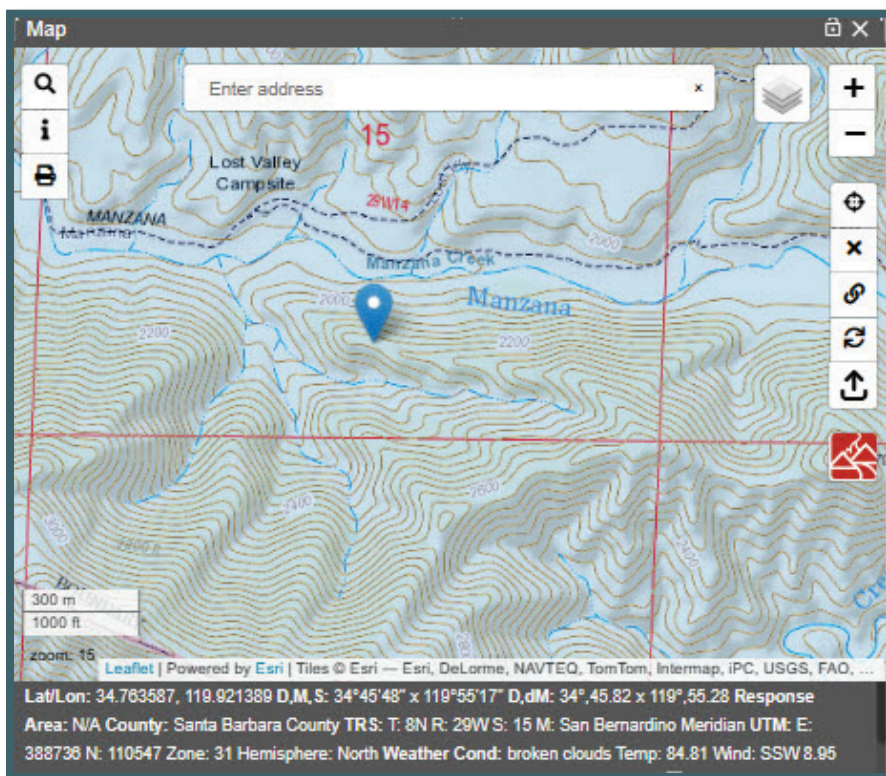 Map
Enter address
15
Lost Valley
Campsite
29W14
MANZANA
Manzana
2000
Manzana Creek
Manzana
2000
2200
2200
2600
2400
2400
3000
300 m
1000 ft
zoom: 15
Leaflet | Powered by Esri | Tiles © Esri — Esri, DeLorme, NAVTEQ, TomTom, Intermap, iPC, USGS, FAO, ...
Lat/Lon: 34.763587, 119.921389 D,M,S: 34°45'48" x 119°55'17" D,dM: 34°,45.82 x 119°,55.28 Response
Area: N/A County: Santa Barbara County TRS: T: 8N R: 29W S: 15 M: San Bernardino Meridian UTM: E:
388736 N: 110547 Zone: 31 Hemisphere: North Weather Cond: broken clouds Temp: 84.81 Wind: SSW 8.95